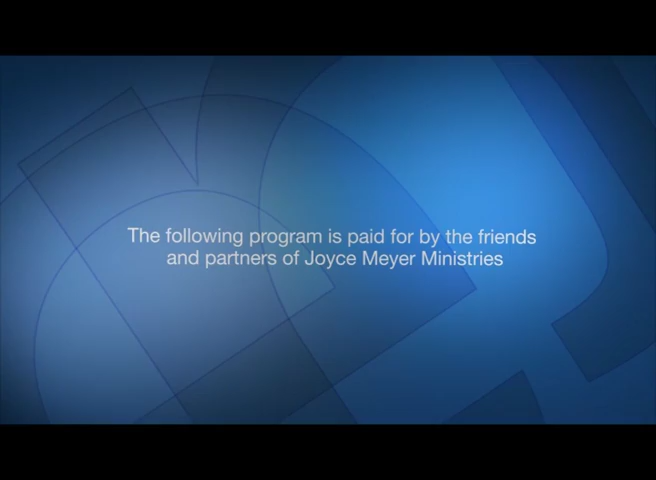 The following program is paid for by the friends
and partners of Joyce Meyer Ministries